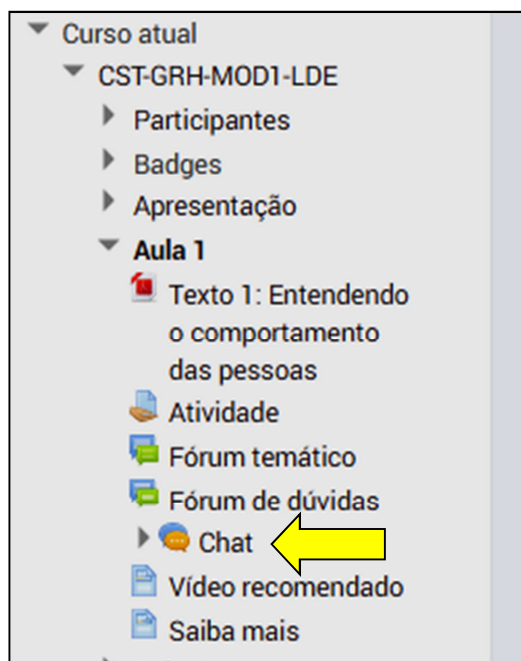 Curso atual
CST-GRH-MOD1-LDE
Participantes
Badges
Apresentação
Aula 1
Texto 1: Entendendo
o comportamento
das pessoas
Atividade
Fórum temático
Fórum de dúvidas
Chat
Vídeo recomendado
Saiba mais